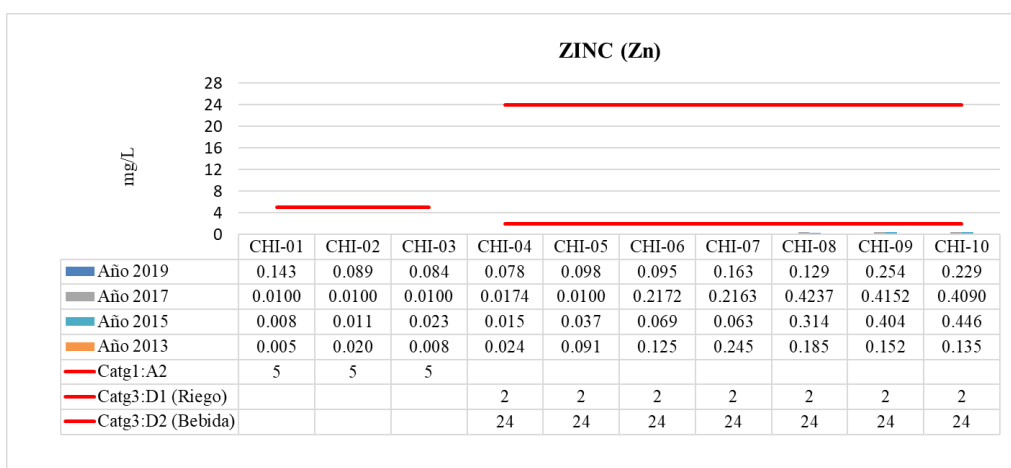 ZINC (Zn)
mg/L
28
24
20
16
12
8
4
0
CHI-01 CHI-02 CHI-03 CHI-04 CHI-05 CHI-06 CHI-07 CHI-08 CHI-09 CHI-10
Año 2019 0.143 0.089 0.084 0.078 0.098 0.095 0.163 0.129 0.254 0.229
Año 2017 0.0100 0.0100 0.0100 0.0174 0.0100 0.2172 0.2163 0.4237 0.4152 0.4090
Año 2015 0.008 0.011 0.023 0.015 0.037 0.069 0.063 0.314 0.404 0.446
Año 2013 0.005 0.020 0.008 0.024 0.091 0.125 0.245 0.185 0.152 0.135
Catg1:A2 5 5 5
Catg3:D1 (Riego) 2 2 2 2 2 2 2
Catg3:D2 (Bebida) 24 24 24 24 24 24 24